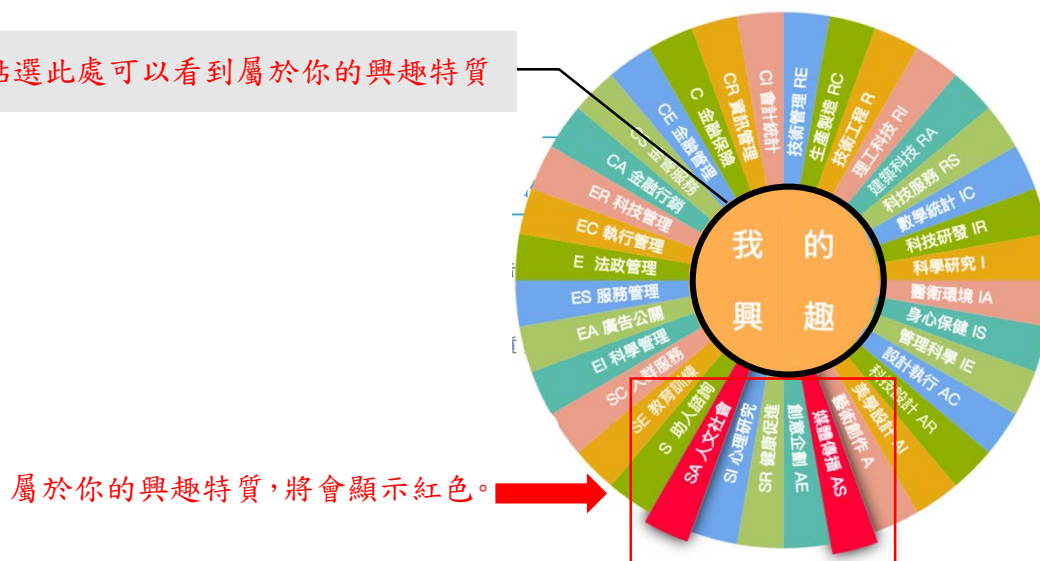 點選此處可以看到屬於你的興趣特質
屬於你的興趣特質，將會顯示紅色。
我的
興趣
技術管理 RE
生產製造 RC
技術工程 R
理工科技 RI
建築科技 RA
科技服務 RS
數學統計 IC
科技研發 IR
科學研究 I
醫衛環境 IA
身心保健 IS
管理科學 IE
設計執行 AC
科技設計 AR
美學設計 AI
藝術創作 A
媒體傳播 AS
創意企劃 AE
SR 健康促進
SI 心理研究
SA 人文社會
S 助人諮詢
SE 教育訓練
SC 人群服務
EI 科學管理
EA 廣告公關
ES 服務管理
E 法政管理
EC 執行管理
ER 科技管理
CA 金融行銷
CS 金管服務
CE 金融管理
C 金融保險
CR 資訊管理
CI 會計統計